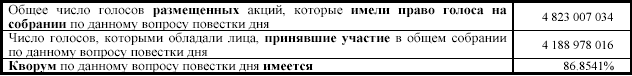 Общее число голосов размещенных акций, которые имели право голоса на
собрании по данному вопросу повестки дня
4 823 007 034
Число голосов, которыми обладали лица, принявшие участие в общем собрании
по данному вопросу повестки дня
4 188 978 016
Кворум по данному вопросу повестки дня имеется
86.8541%